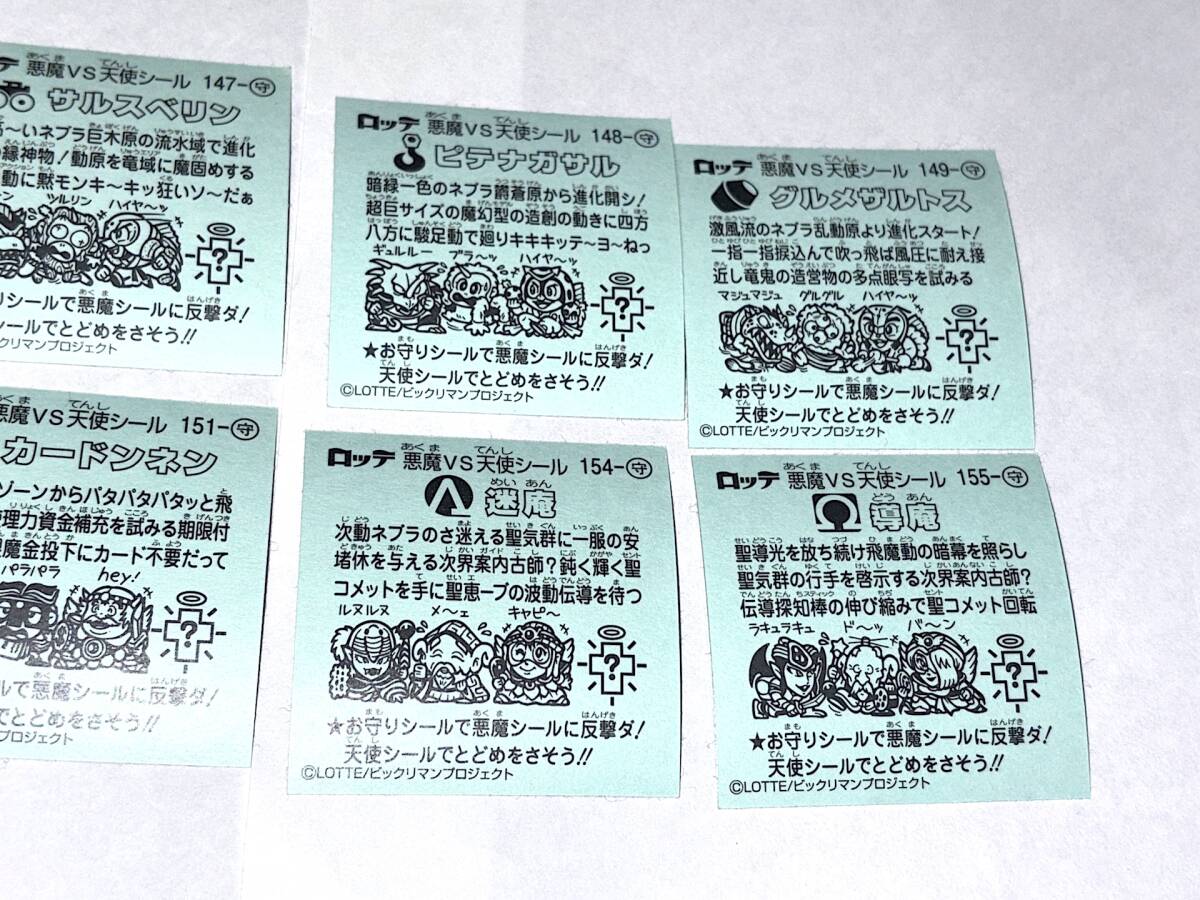 テ 悪魔VS天使シール 147-守
サルスベリン
～いネブラ巨木原の流水域で進化
縁神物！動原を竜域に魔固めする
動に黙モンキ～キッ狂いソ～だぁ
ツルリン ハイヤ～ッ
?
りシールで悪魔シールに反撃ダ！
シールでとどめをさそう!!
ックリマンプロジェクト
ロッテ 悪魔VS天使シール 148-守
ピテナガサル
暗緑一色のネブラ欝蒼原から進化開シ！
超巨サイズの魔幻型の造創の動きに四方
八方に駿足動で廻りキキキッテ～ヨ～ねっ
ギュルルー プラ～ッ ハイヤ～ッ
?
★お守りシールで悪魔シールに反撃ダ！
天使シールでとどめをさそう!!
©LOTTE/ビックリマンプロジェクト
ロッテ 悪魔VS天使シール 149-守
グルメザルトス
激風流のネブラ乱動原より進化スタート！
一指一指捩込んで吹っ飛ば風圧に耐え接
近し竜鬼の造営物の多点眼写を試みる
マジュマジュ グルグル ハイヤ～ッ
?
★お守りシールで悪魔シールに反撃ダ！
天使シールでとどめをさそう!!
©LOTTE/ビックリマンプロジェクト
悪魔VS天使シール 151-守
カードンネン
ゾーンからパタパタパタッと飛
理力資金補充を試みる期限付
魔金投下にカード不要だって
パラパラ hey!
?
ルで悪魔シールに反撃ダ！
でとどめをさそう!!
プロジェクト
ロッテ 悪魔VS天使シール 154-守
迷庵
次動ネブラのさ迷える聖気群に一服の安
堵休を与える次界案内古師？鈍く輝く聖
コメットを手に聖恵一プの波動伝導を待つ
ルヌルヌ メ～ェ キャピ～
?
★お守りシールで悪魔シールに反撃ダ！
天使シールでとどめをさそう!!
©LOTTE/ビックリマンプロジェクト
ロッテ 悪魔VS天使シール 155-守
導庵
聖導光を放ち続け飛魔動の暗幕を照らし
聖気群の行手を啓示する次界案内古師？
伝導探知棒の伸び縮みで聖コメット回転
ラキュラキュ ド～ッ バ～ン
?
★お守りシールで悪魔シールに反撃ダ！
天使シールでとどめをさそう!!
©LOTTE/ビックリマンプロジェクト